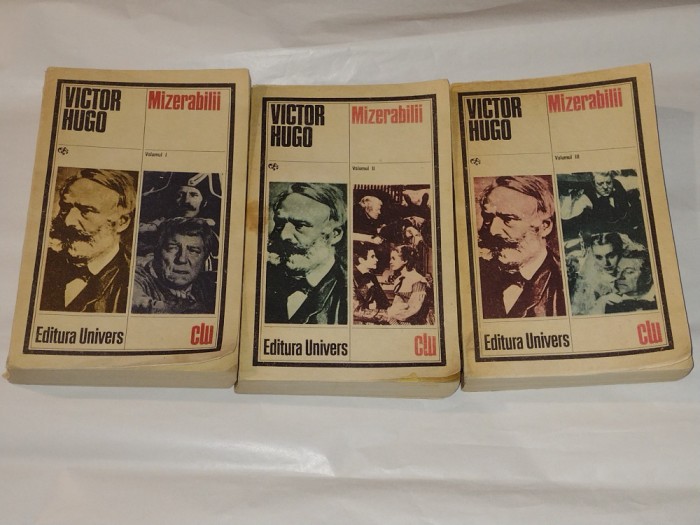 VICTOR
HUGO
Mizerabilii
Volumul I
Editura Univers
clu
VICTOR
HUGO
Mizerabilii
Volumul II
Editura Univers
clu
VICTOR
HUGO
Mizerabilii
Volumul III
Editura Univers
clu